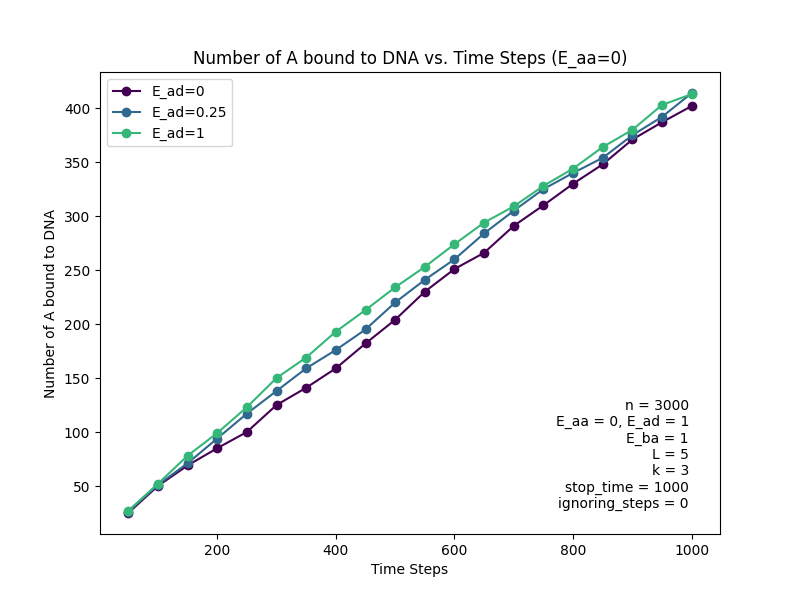 Number of A bound to DNA vs. Time Steps (E_aa=0)
E_ad=0
E_ad=0.25
E_ad=1
Number of A bound to DNA
400
350
300
250
200
150
100
50
n = 3000
E_aa = 0, E_ad = 1
E_ba = 1
L = 5
k = 3
stop_time = 1000
ignoring_steps = 0
200
400
600
800
1000
Time Steps